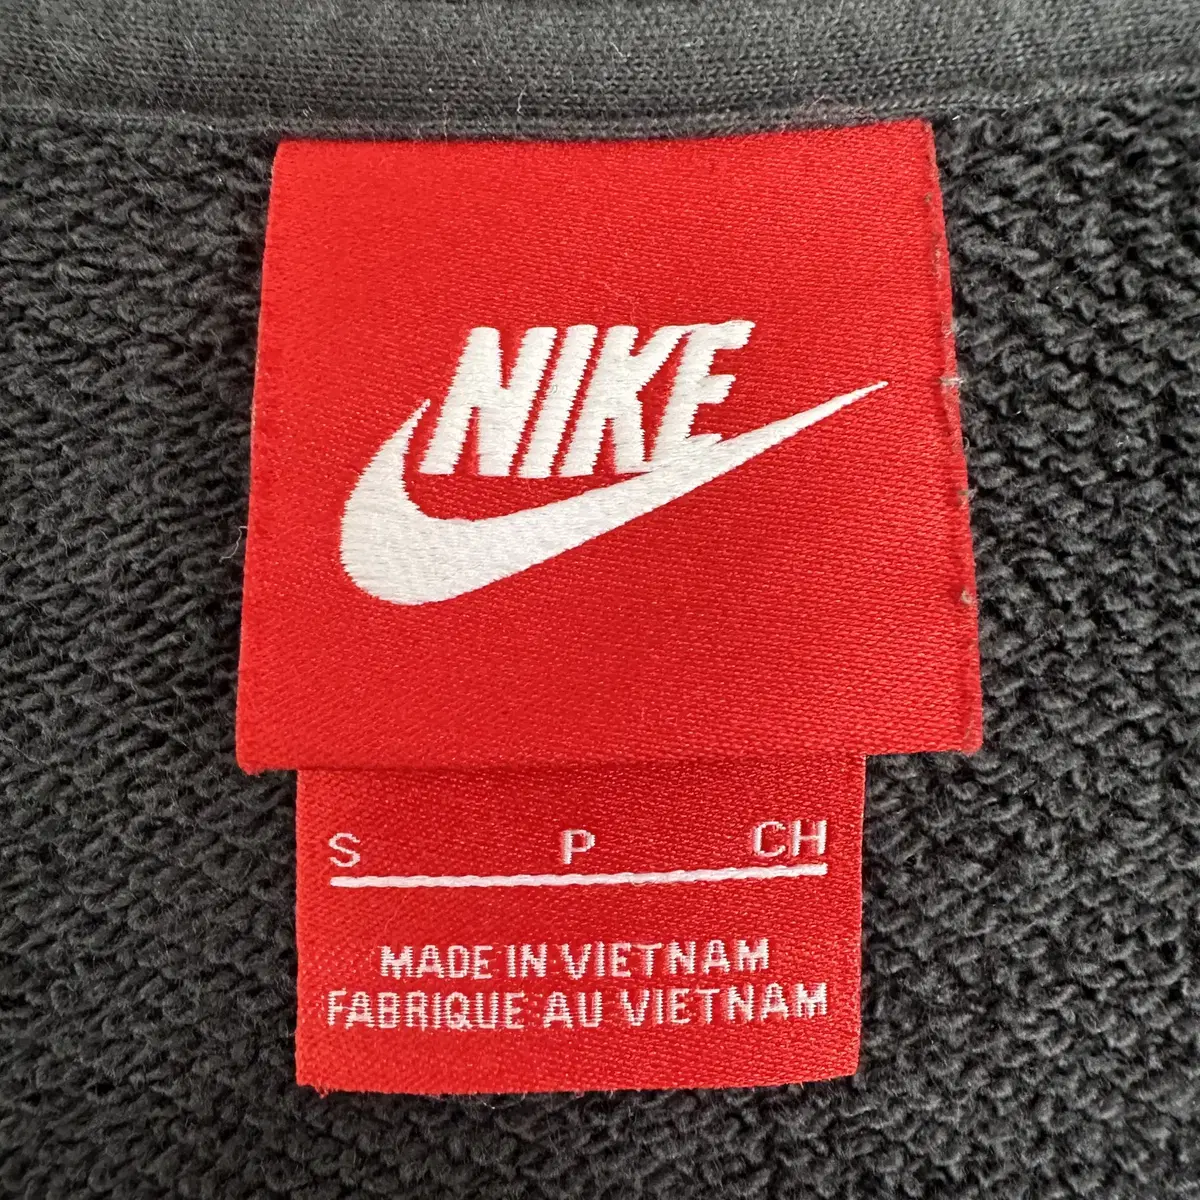 NIKE
S P CH
MADE IN VIETNAM
FABRIQUE AU VIETNAM